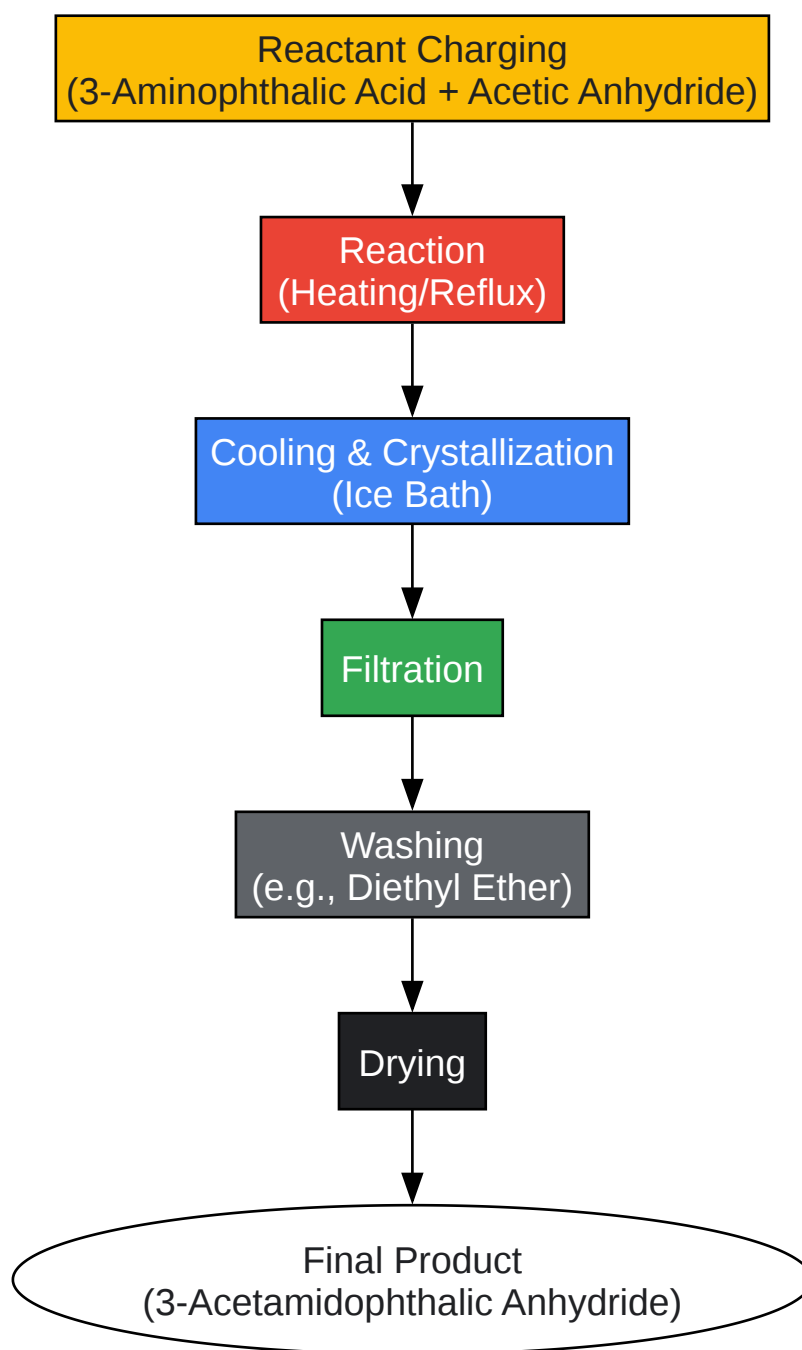 Reactant Charging
(3-Aminophthalic Acid + Acetic Anhydride)
Reaction
(Heating/Reflux)
Cooling & Crystallization
(Ice Bath)
Filtration
Washing
(e.g., Diethyl Ether)
Drying
Final Product
(3-Acetamidophthalic Anhydride)